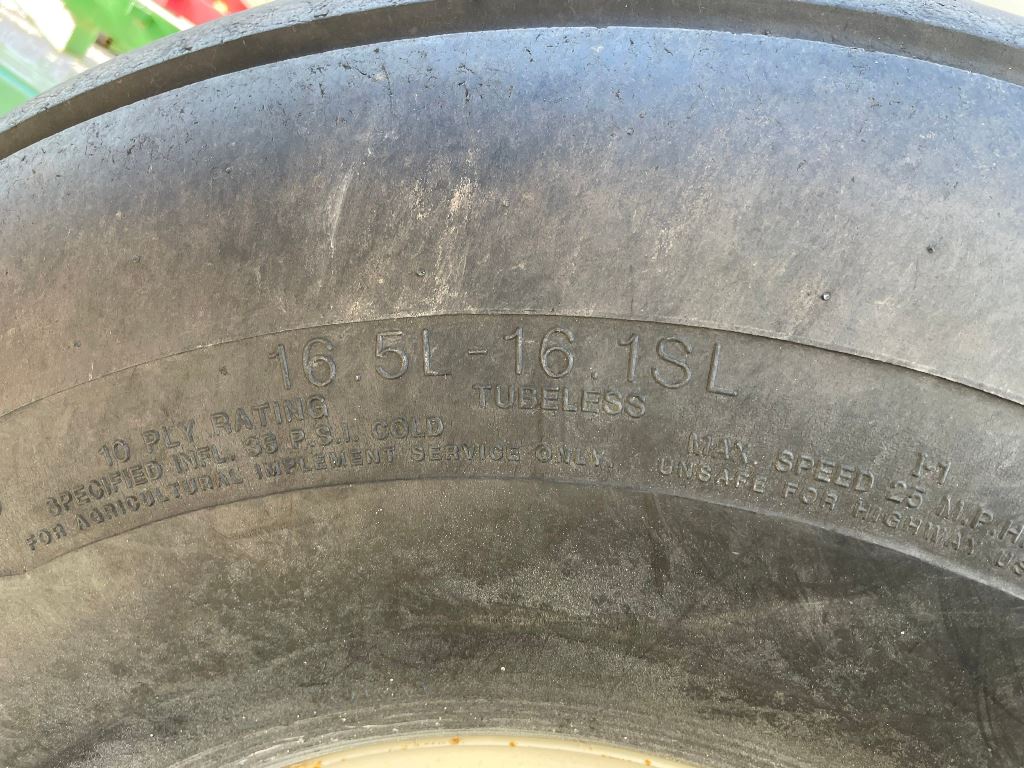 16.5L-16.1SL
TUBELESS
10 PLY RATING
SPECIFIED INFL. 36 P.S.I. COLD
FOR AGRICULTURAL IMPLEMENT SERVICE ONLY.
I-1
MAX. SPEED 25 M.P.H.
UNSAFE FOR HIGHWAY US